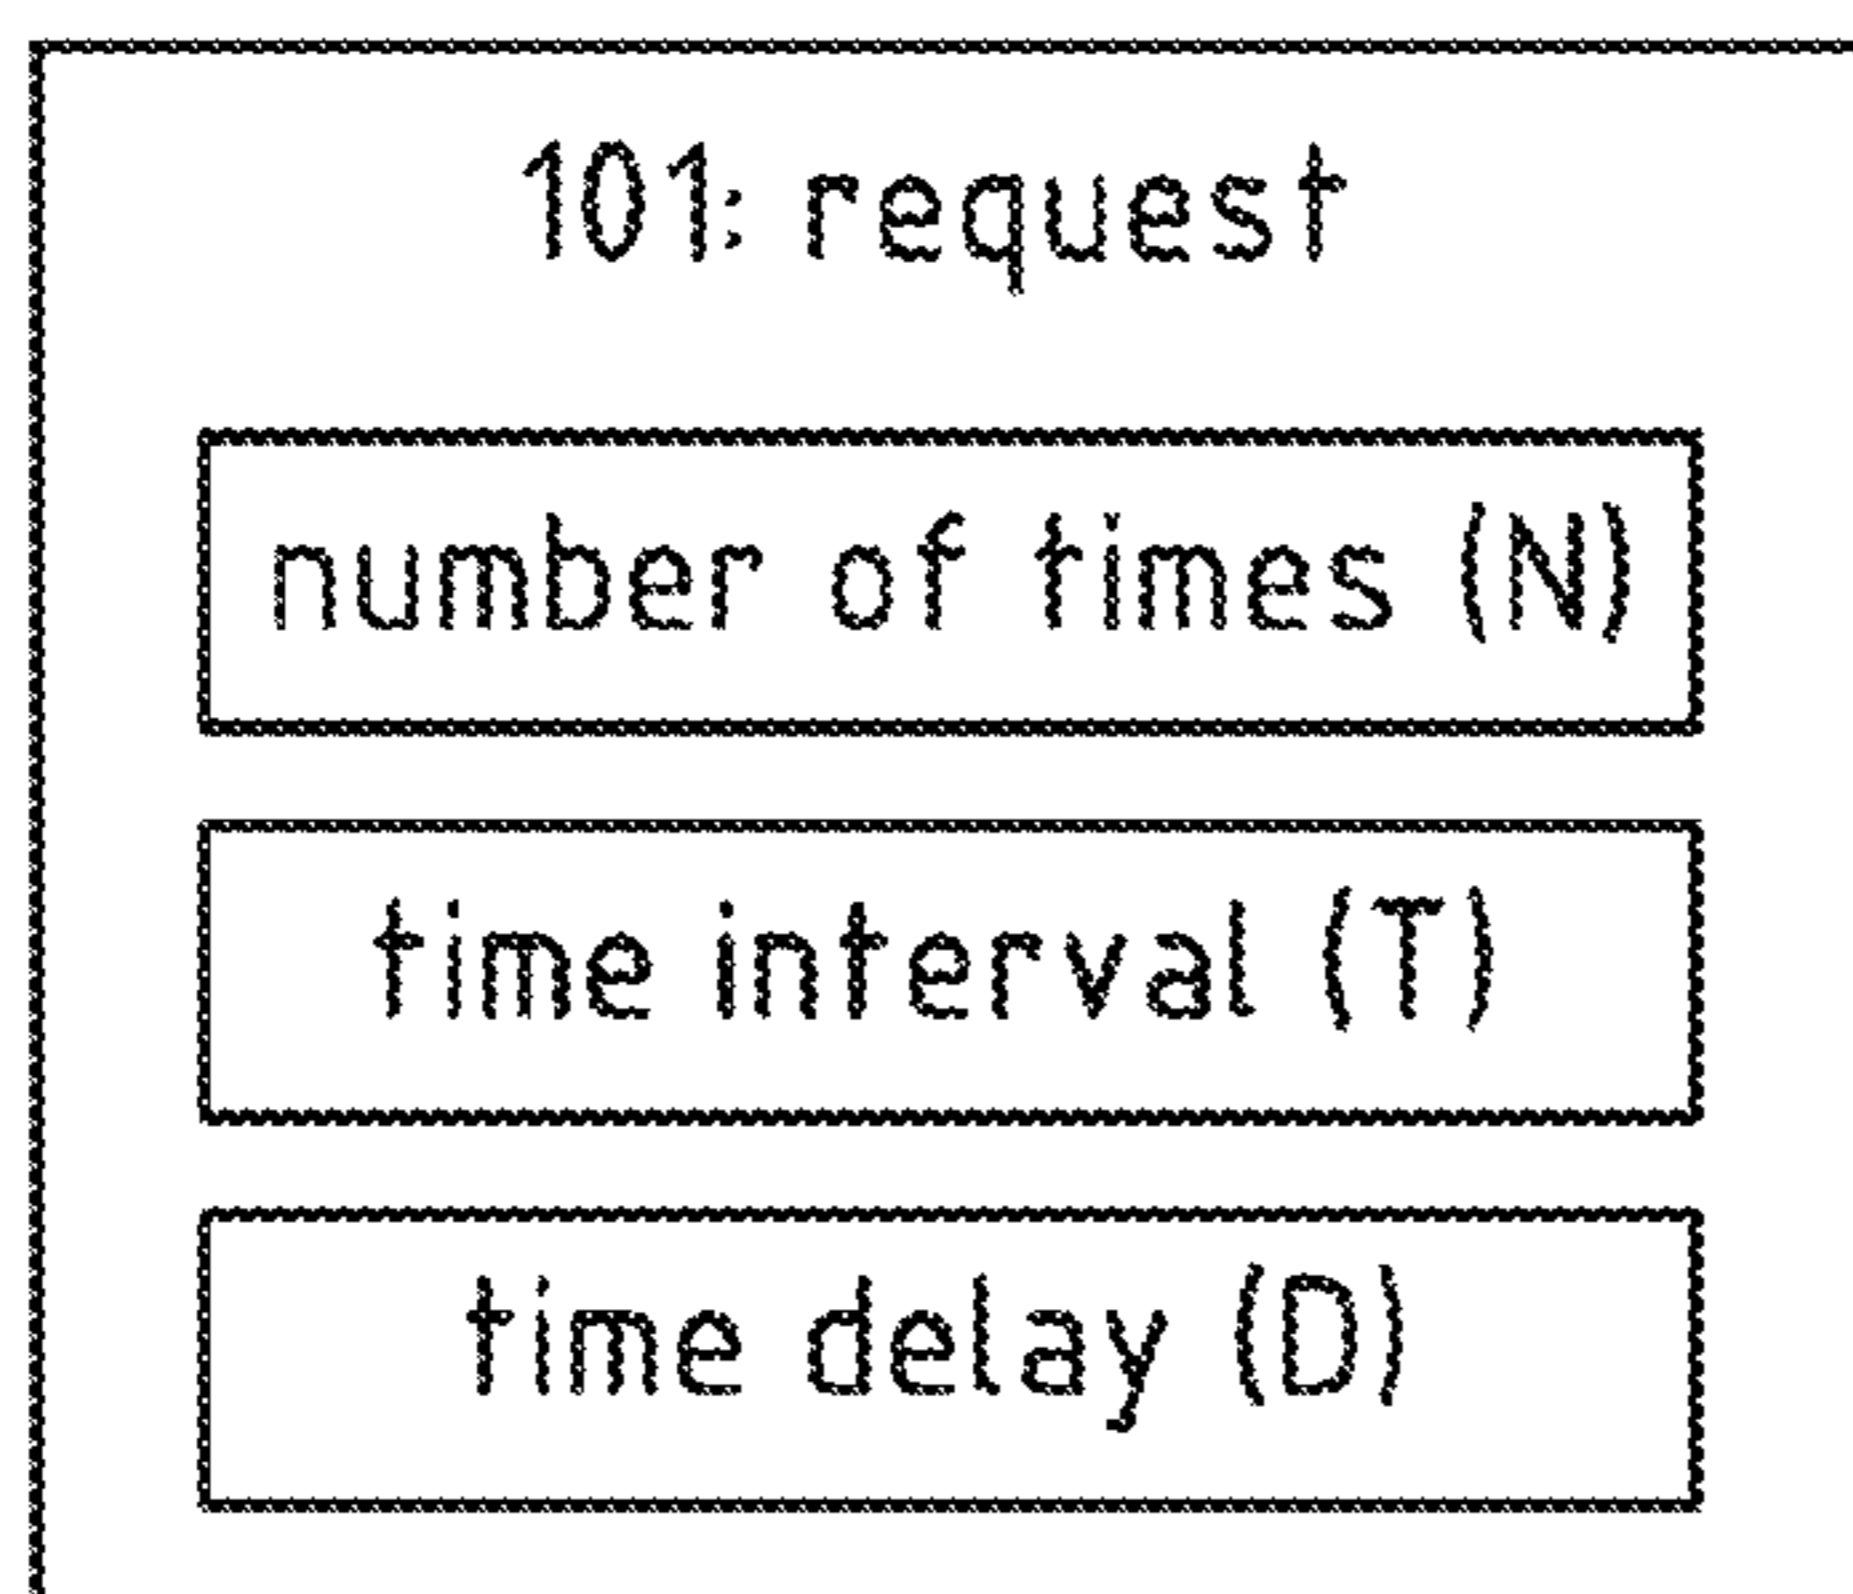 101: request
number of times (N)
time interval (T)
time delay (D)